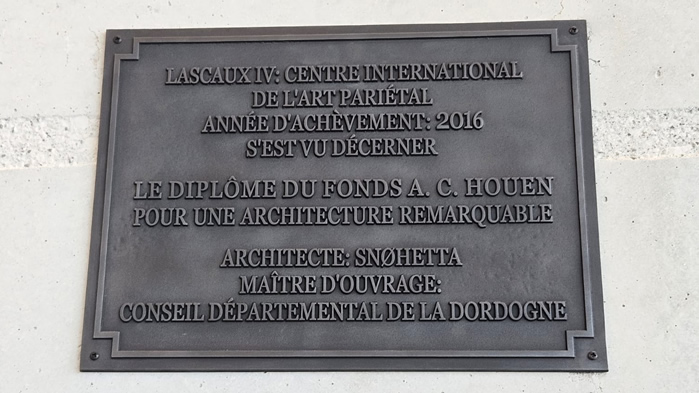 LASCAUX IV: CENTRE INTERNATIONAL
DE L'ART PARIÉTAL
ANNÉE D'ACHÈVEMENT: 2016
S'EST VU DÉCERNER
LE DIPLÔME DU FONDS A. C. HOUEN
POUR UNE ARCHITECTURE REMARQUABLE
ARCHITECTE: SNØHETTA
MAÎTRE D'OUVRAGE:
CONSEIL DÉPARTEMENTAL DE LA DORDOGNE